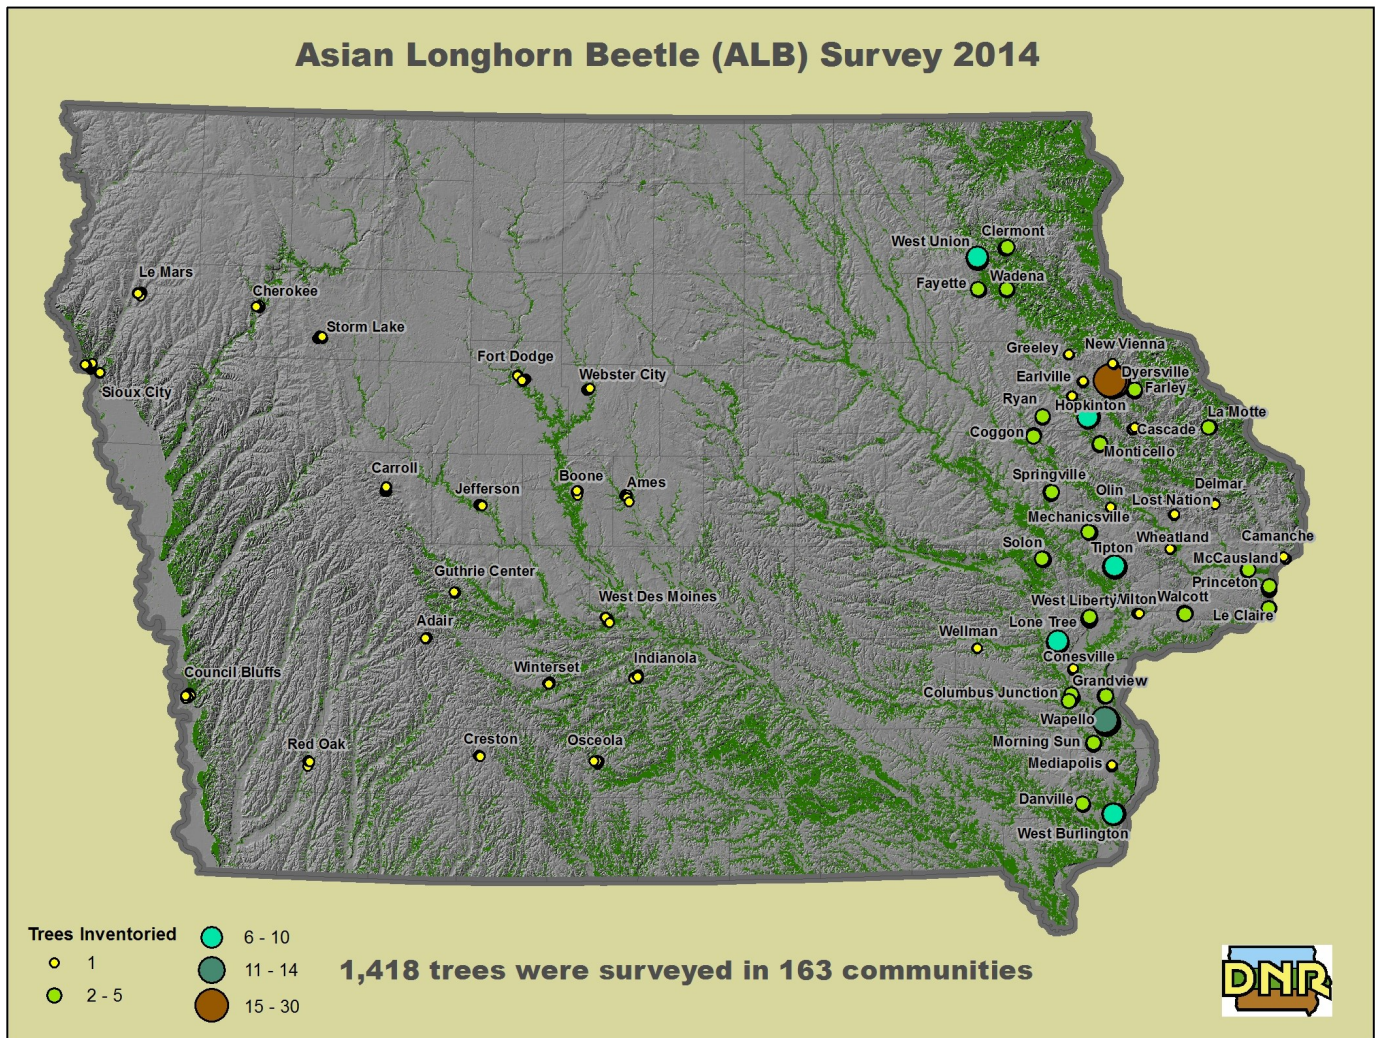 Asian Longhorn Beetle (ALB) Survey 2014
Clermont
West Union
Fayette
Wadena
Le Mars
Cherokee
Storm Lake
Sioux City
Fort Dodge
Webster City
Greeley
New Vienna
Earlville
Dyersville
Farley
Ryan
Hopkinton
La Motte
Coggon
Cascade
Monticello
Carroll
Jefferson
Boone
Ames
Springville
Olin
Lost Nation
Delmar
Mechanicsville
Wheatland
Camanche
Solon
Tipton
McCausland
Princeton
Guthrie Center
West Des Moines
West Liberty
Wilton
Walcott
Le Claire
Adair
Lone Tree
Wellman
Conesville
Council Bluffs
Winterset
Indianola
Columbus Junction
Grandview
Wapello
Red Oak
Creston
Osceola
Morning Sun
Mediapolis
Danville
West Burlington
Trees Inventoried
1
2 - 5
6 - 10
11 - 14
15 - 30
1,418 trees were surveyed in 163 communities
DNR